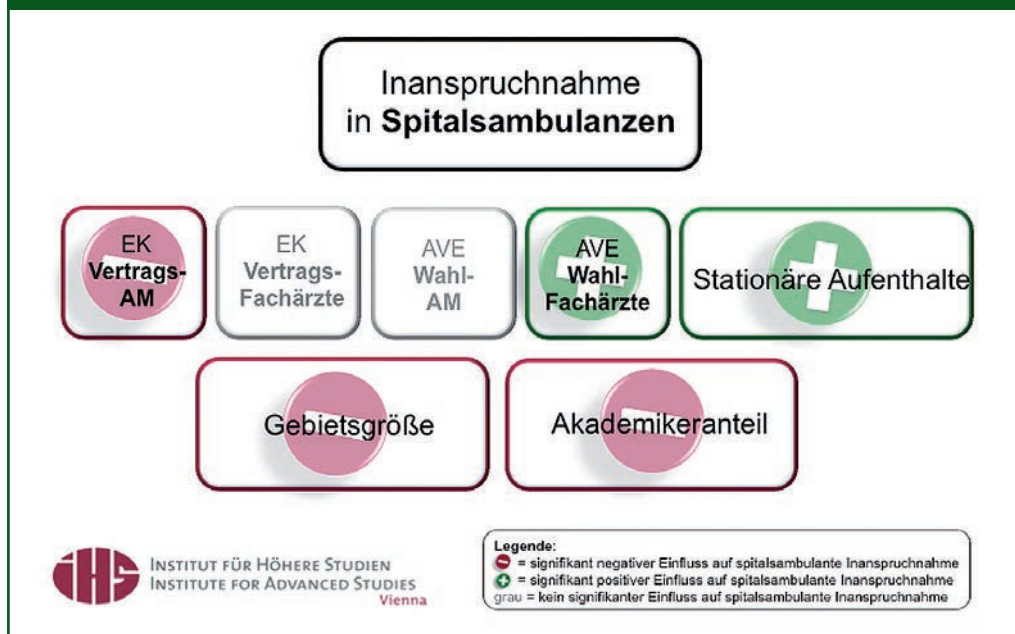 Inanspruchnahme
in Spitalsambulanzen
EK
Vertrags-
AM
EK
Vertrags-
Fachärzte
AVE
Wahl-
AM
AVE
Wahl-
Fachärzte
Stationäre Aufenthalte
Gebietsgröße
Akademikeranteil
iHS
INSTITUT FÜR HÖHERE STUDIEN
INSTITUTE FOR ADVANCED STUDIES
Vienna
Legende:
= signifikant negativer Einfluss auf spitalsambulante Inanspruchnahme
= signifikant positiver Einfluss auf spitalsambulante Inanspruchnahme
grau = kein signifikanter Einfluss auf spitalsambulante Inanspruchnahme